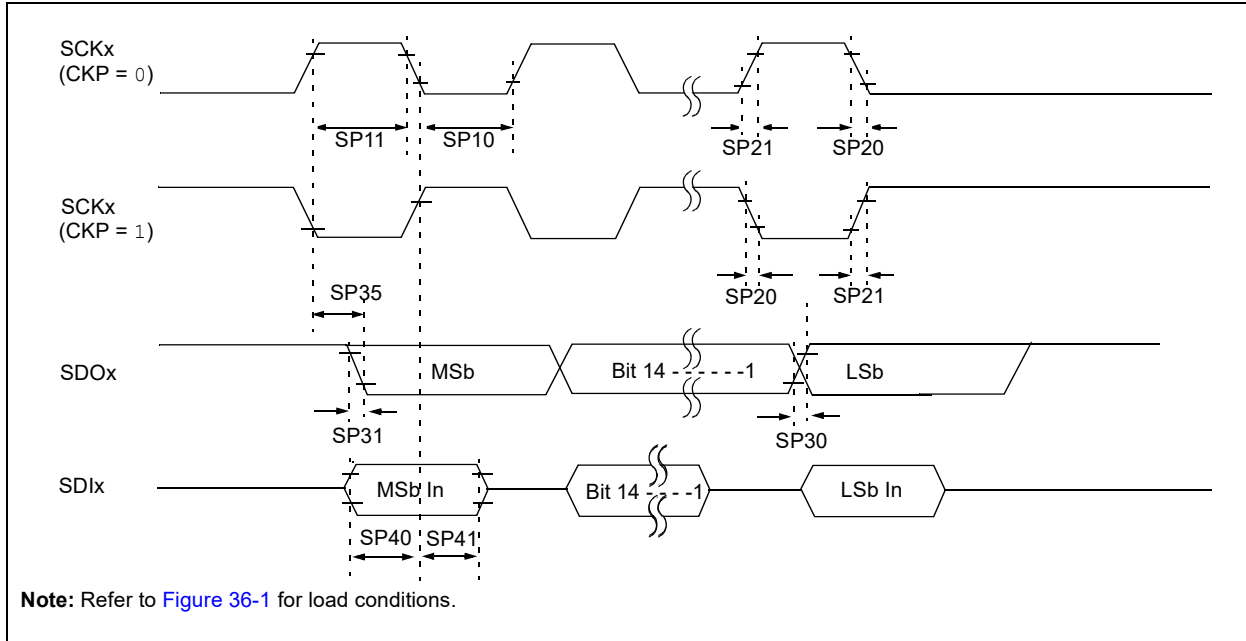 SCKx
(CKP = 0)
SP11
SP10
SP21
SP20
SCKx
(CKP = 1)
SP35
SP20
SP21
SDOx
MSb
Bit 14 - - - - - -1
LSb
SP31
SP30
SDIx
MSb In
Bit 14 - - - - -1
LSb In
SP40
SP41
Note: Refer to Figure 36-1 for load conditions.